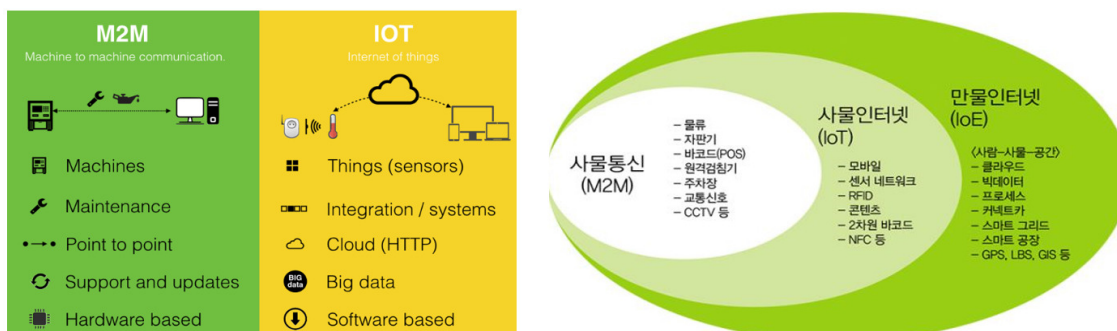 M2M
Machine to machine communication.
Machines
Maintenance
Point to point
Support and updates
Hardware based
IOT
Internet of things
Things (sensors)
Integration / systems
Cloud (HTTP)
BIG
data
Big data
Software based
사물통신
(M2M)
– 물류
– 자판기
– 바코드(POS)
– 원격검침기
– 주차장
– 교통신호
– CCTV 등
사물인터넷
(IoT)
– 모바일
– 센서 네트워크
– RFID
– 콘텐츠
– 2차원 바코드
– NFC 등
만물인터넷
(IoE)
〈사람–사물–공간〉
– 클라우드
– 빅데이터
– 프로세스
– 커넥트카
– 스마트 그리드
– 스마트 공장
– GPS, LBS, GIS 등